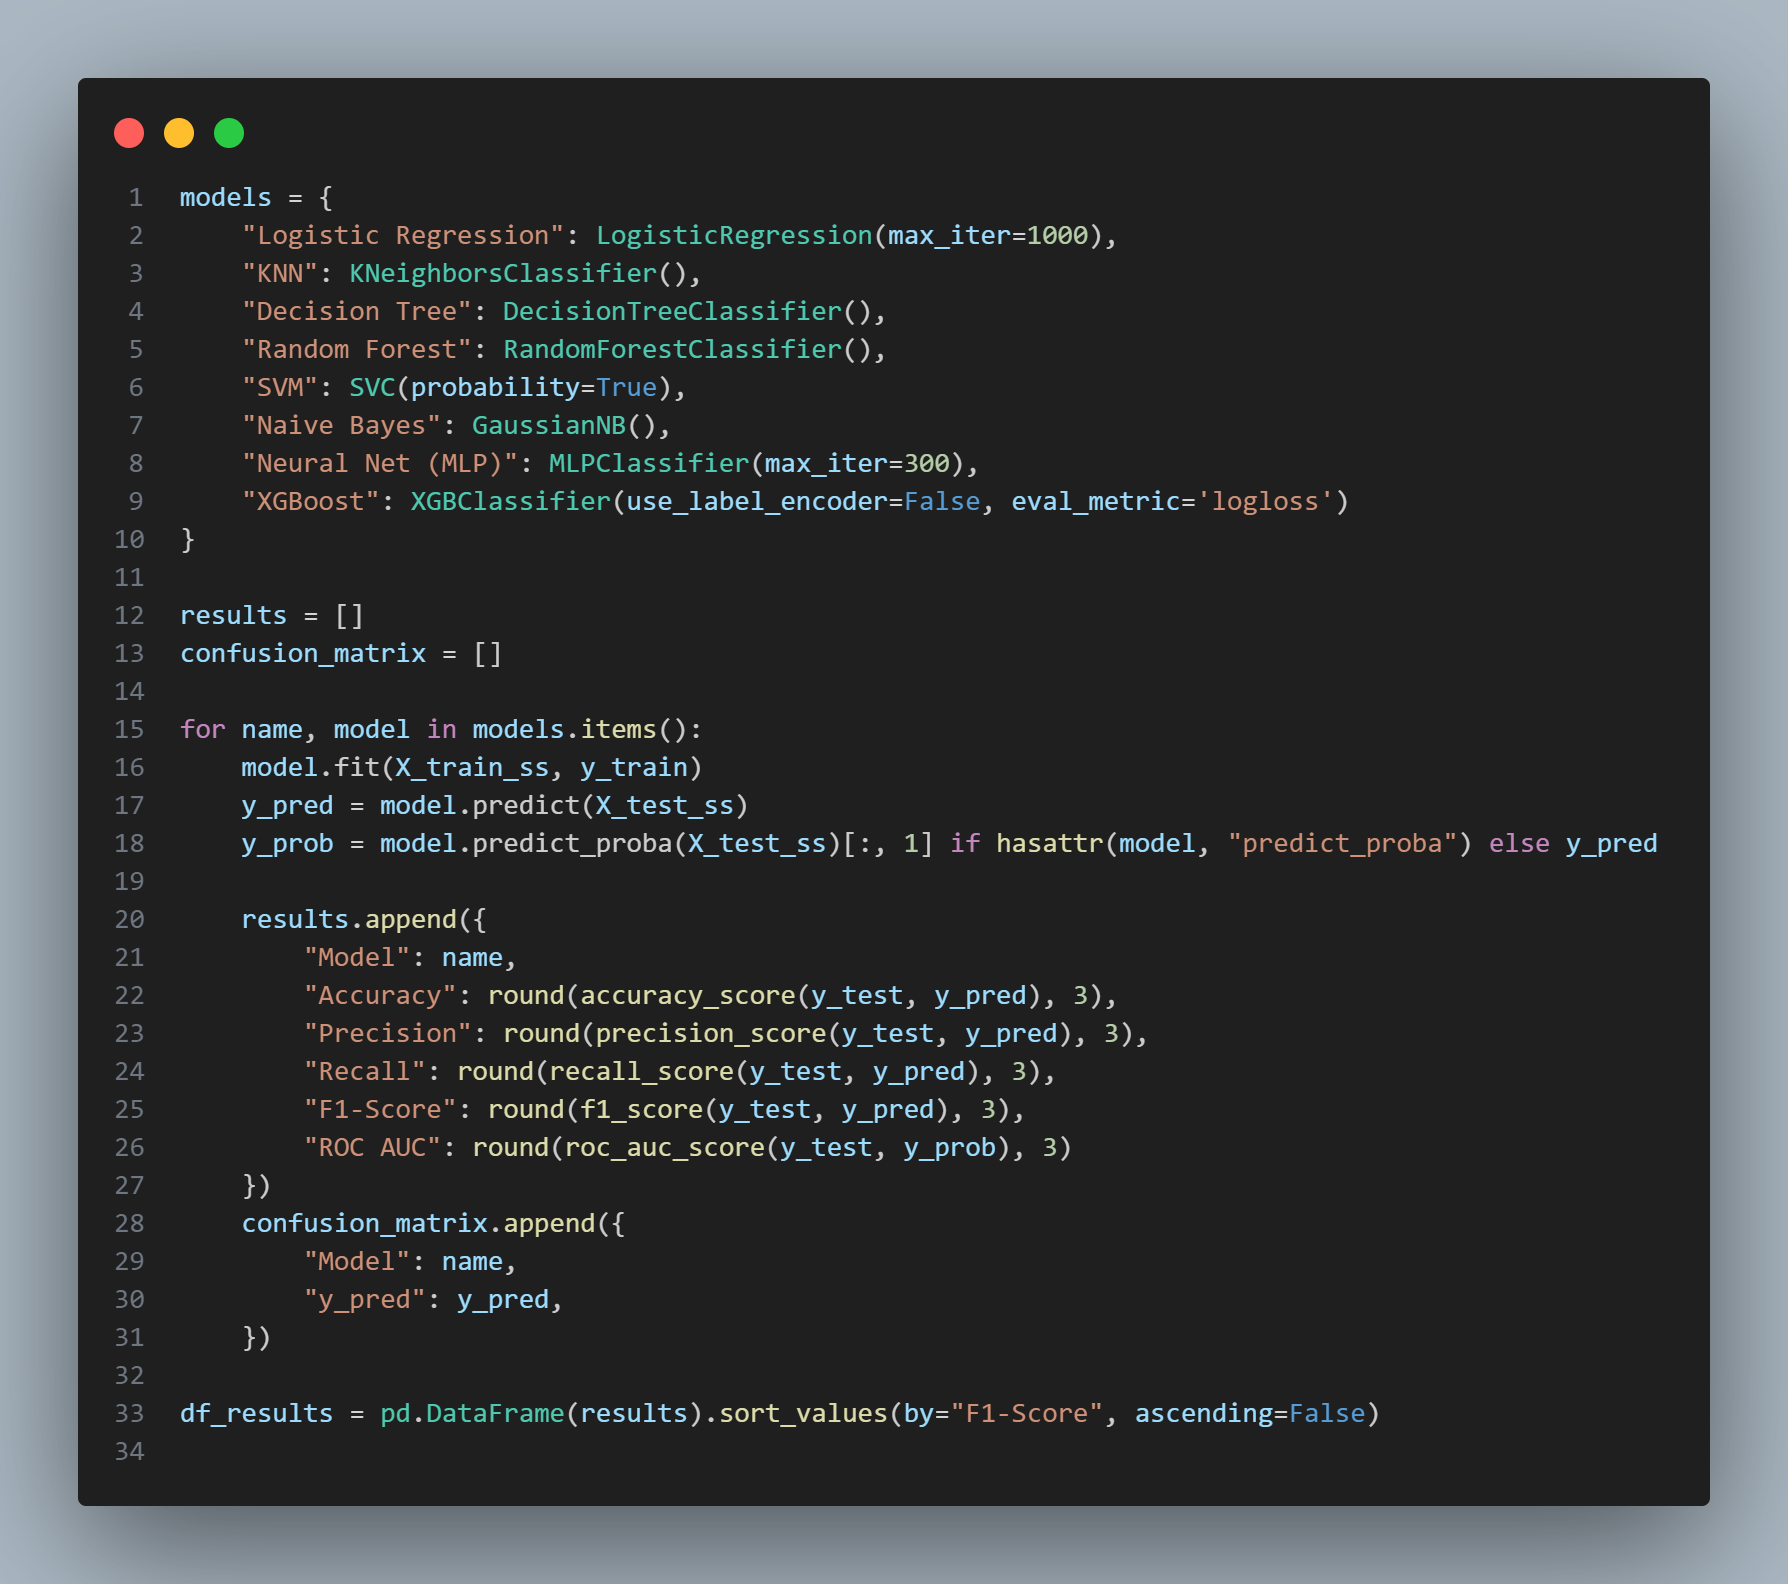 1 models = {
2     "Logistic Regression": LogisticRegression(max_iter=1000),
3     "KNN": KNeighborsClassifier(),
4     "Decision Tree": DecisionTreeClassifier(),
5     "Random Forest": RandomForestClassifier(),
6     "SVM": SVC(probability=True),
7     "Naive Bayes": GaussianNB(),
8     "Neural Net (MLP)": MLPClassifier(max_iter=300),
9     "XGBoost": XGBClassifier(use_label_encoder=False, eval_metric='logloss')
10 }
11
12 results = []
13 confusion_matrix = []
14
15 for name, model in models.items():
16     model.fit(X_train_ss, y_train)
17     y_pred = model.predict(X_test_ss)
18     y_prob = model.predict_proba(X_test_ss)[:, 1] if hasattr(model, "predict_proba") else y_pred
19
20     results.append({
21         "Model": name,
22         "Accuracy": round(accuracy_score(y_test, y_pred), 3),
23         "Precision": round(precision_score(y_test, y_pred), 3),
24         "Recall": round(recall_score(y_test, y_pred), 3),
25         "F1-Score": round(f1_score(y_test, y_pred), 3),
26         "ROC AUC": round(roc_auc_score(y_test, y_prob), 3)
27     })
28     confusion_matrix.append({
29         "Model": name,
30         "y_pred": y_pred,
31     })
32
33 df_results = pd.DataFrame(results).sort_values(by="F1-Score", ascending=False)
34